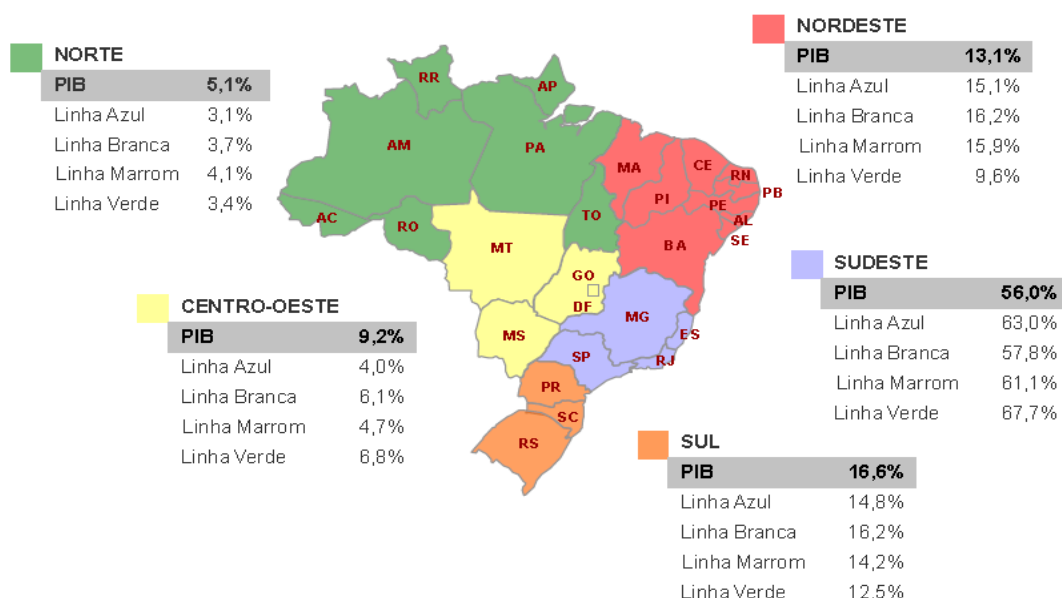 NORTE
PIB 5,1%
Linha Azul 3,1%
Linha Branca 3,7%
Linha Marrom 4,1%
Linha Verde 3,4%
NORDESTE
PIB 13,1%
Linha Azul 15,1%
Linha Branca 16,2%
Linha Marrom 15,9%
Linha Verde 9,6%
RR
AP
AM
PA
MA
CE
RN
PB
PI
PE
AC
RO
TO
AL
SE
MT
BA
GO
DF
MS
MG
ES
SP
RJ
PR
SC
RS
CENTRO-OESTE
PIB 9,2%
Linha Azul 4,0%
Linha Branca 6,1%
Linha Marrom 4,7%
Linha Verde 6,8%
SUDESTE
PIB 56,0%
Linha Azul 63,0%
Linha Branca 57,8%
Linha Marrom 61,1%
Linha Verde 67,7%
SUL
PIB 16,6%
Linha Azul 14,8%
Linha Branca 16,2%
Linha Marrom 14,2%
Linha Verde 12,5%